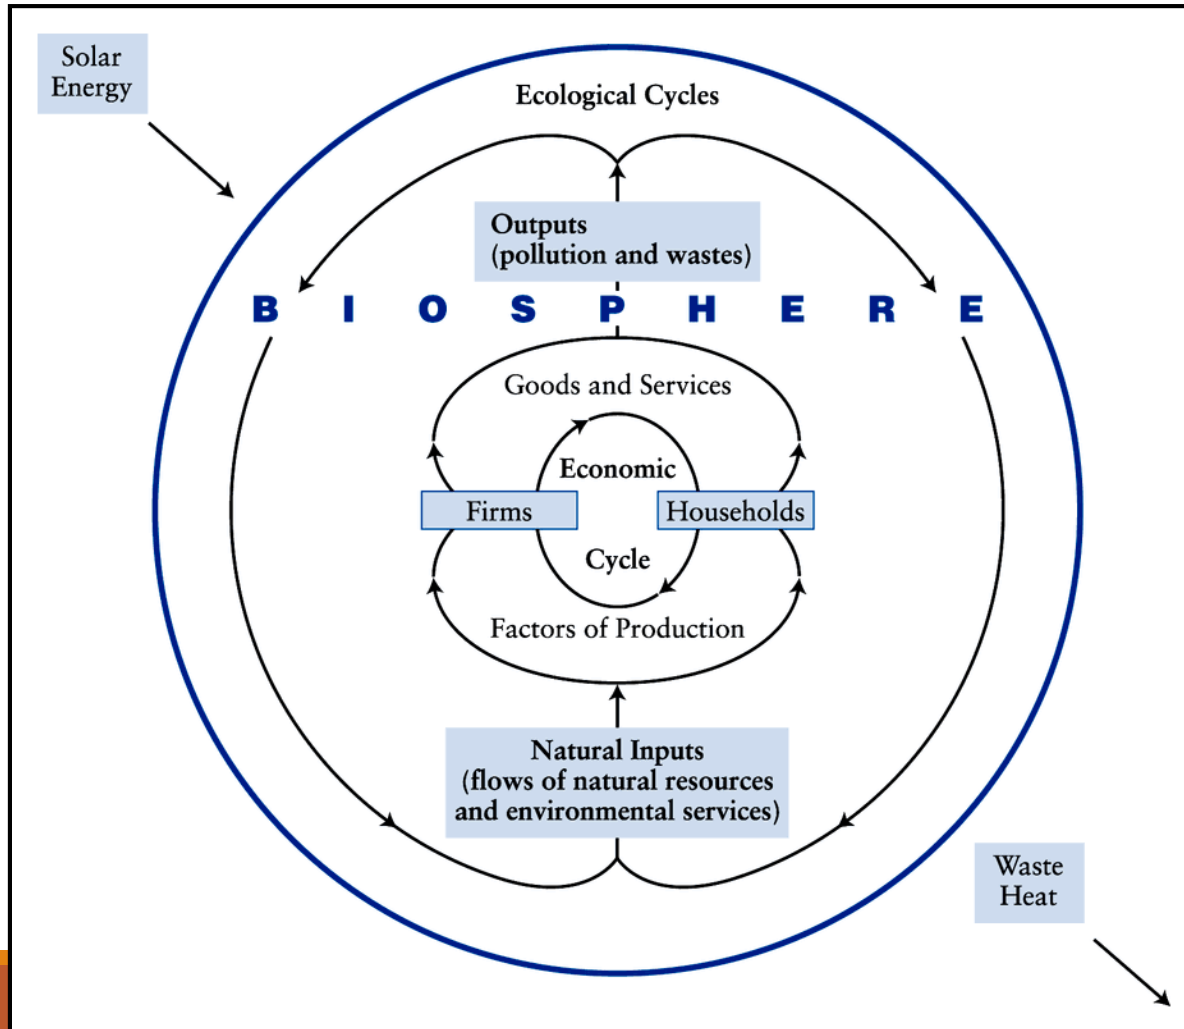 Solar
Energy
Ecological Cycles
Outputs
(pollution and wastes)
B I O S P H E R E
Goods and Services
Economic
Firms
Households
Cycle
Factors of Production
Natural Inputs
(flows of natural resources
and environmental services)
Waste
Heat